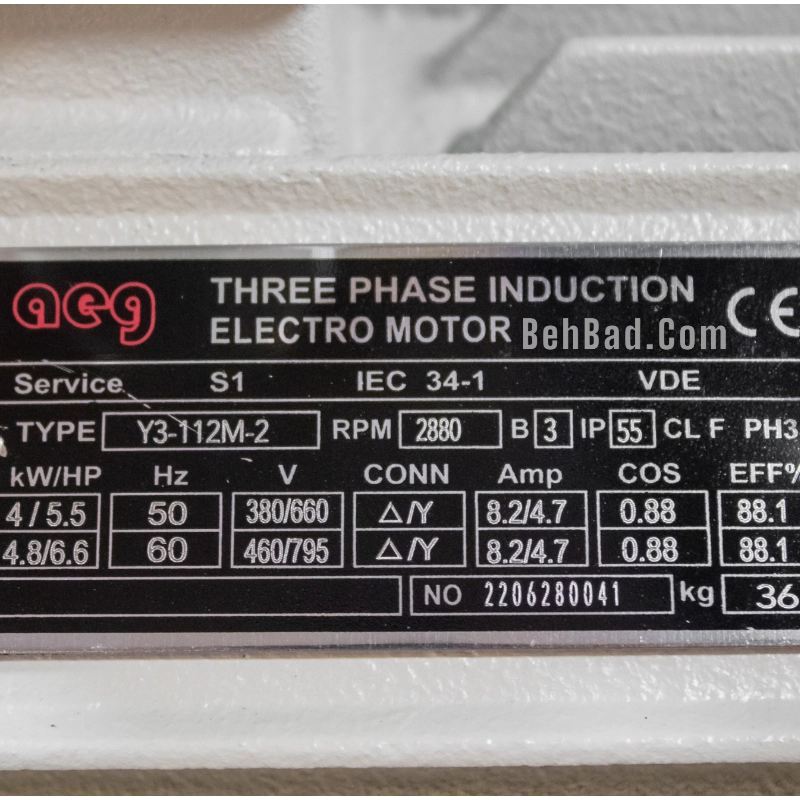 aeg THREE PHASE INDUCTION
ELECTRO MOTOR BehBad.Com CE
Service S1 IEC 34-1 VDE
TYPE Y3-112M-2 RPM 2880 B 3 IP 55 CL F PH3
kW/HP Hz V CONN Amp COS EFF%
4/5.5 50 380/660 △/Y 8.2/4.7 0.88 88.1
4.8/6.6 60 460/795 △/Y 8.2/4.7 0.88 88.1
NO 2206280041 kg 36